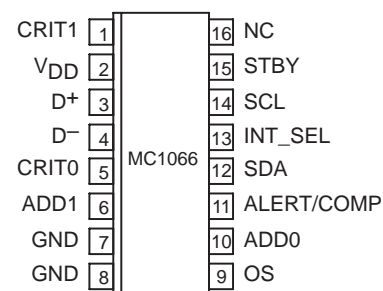 CRIT1 1 16 NC
VDD 2 15 STBY
D+ 3 14 SCL
D− 4 13 INT_SEL
MC1066
CRIT0 5 12 SDA
ADD1 6 11 ALERT/COMP
GND 7 10 ADD0
GND 8 9 OS